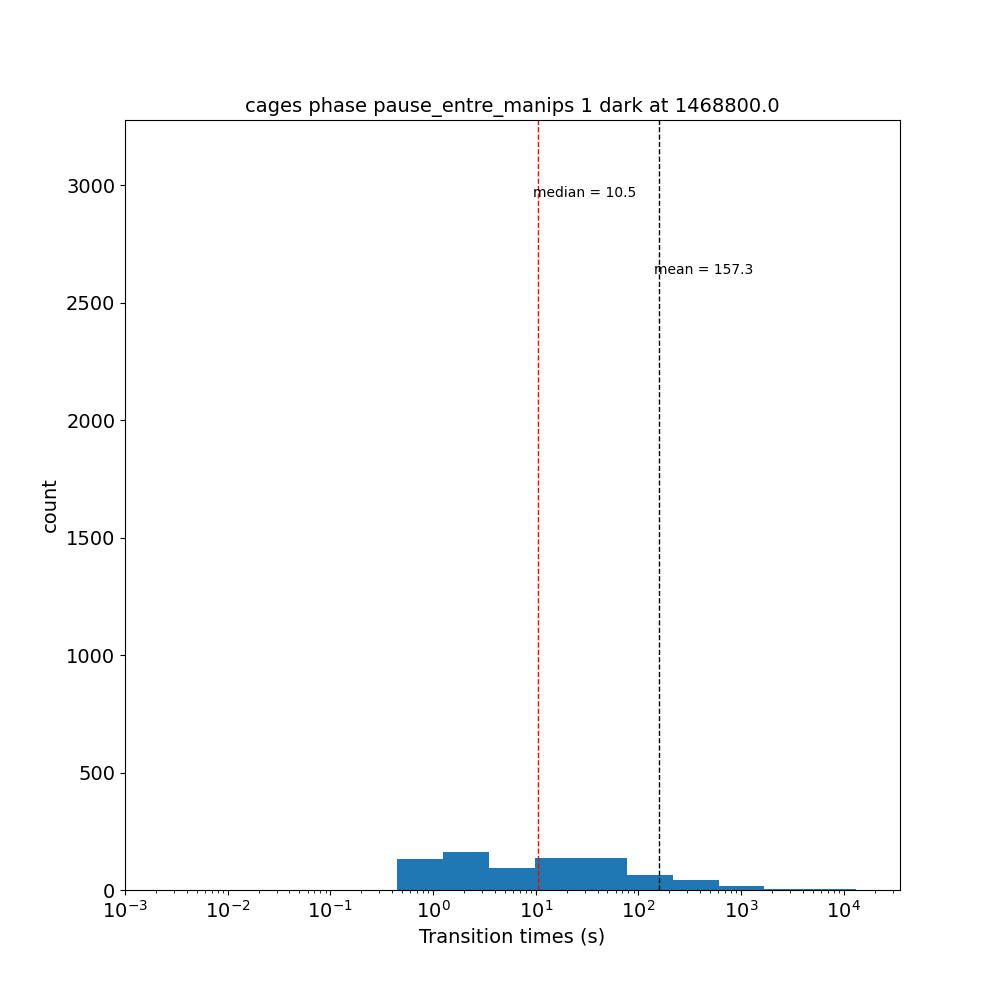 cages phase pause_entre_manips 1 dark at 1468800.0
3000
median = 10.5
mean = 157.3
2500
2000
1500
1000
500
0
count
10⁻³ 10⁻² 10⁻¹ 10⁰ 10¹ 10² 10³ 10⁴
Transition times (s)